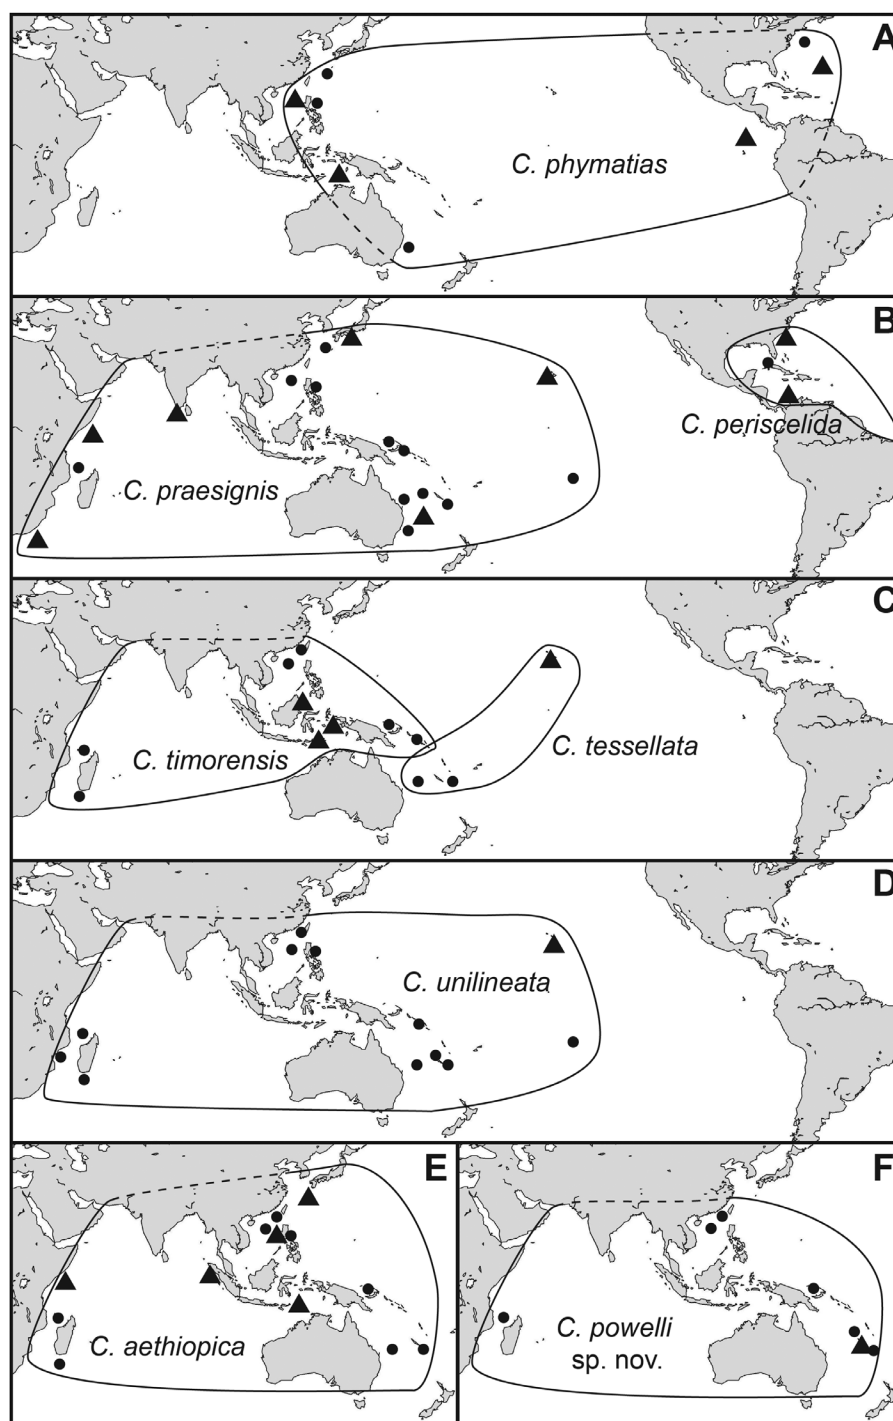 A
C. phymatias
B
C. periscelida
C. praesignis
C
C. timorensis
C. tessellata
D
C. unilineata
E
C. aethiopica
F
C. powelli
sp. nov.